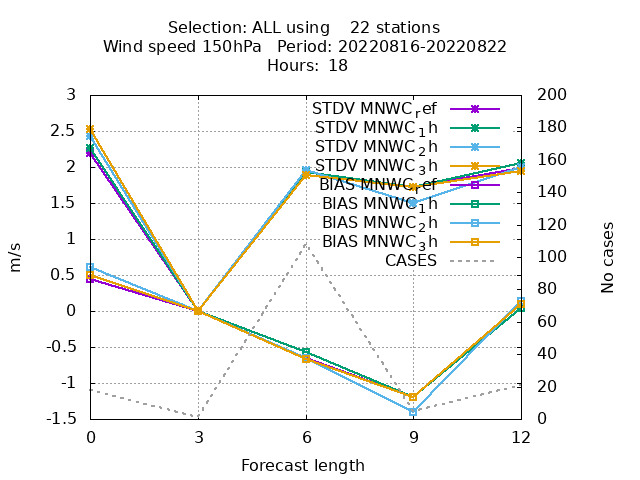 Selection: ALL using 22 stations
Wind speed 150hPa Period: 20220816-20220822
Hours: 18
3
2.5
2
1.5
1
0.5
0
-0.5
-1
-1.5
m/s
STDV MNWC_ref
STDV MNWC_1h
STDV MNWC_2h
STDV MNWC_3h
BIAS MNWC_ref
BIAS MNWC_1h
BIAS MNWC_2h
BIAS MNWC_3h
CASES
200
180
160
140
120
100
80
60
40
20
0
No cases
0 3 6 9 12
Forecast length